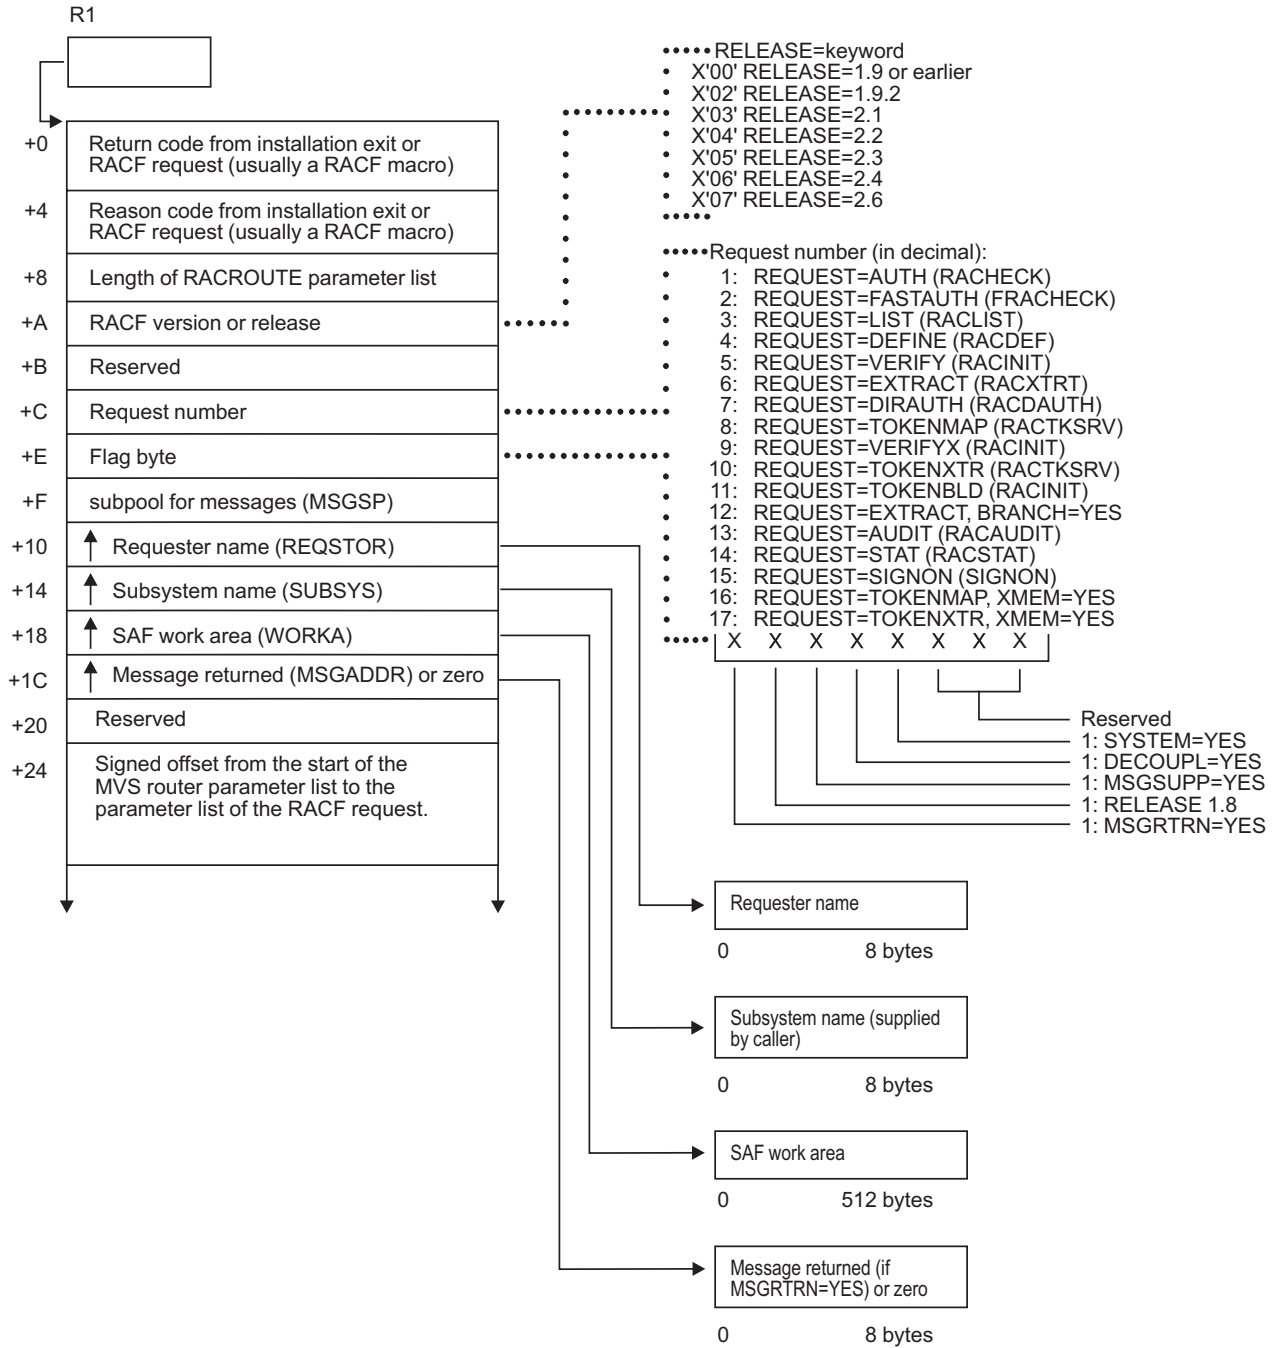 R1
+0 Return code from installation exit or
RACF request (usually a RACF macro)
+4 Reason code from installation exit or
RACF request (usually a RACF macro)
+8 Length of RACROUTE parameter list
+A RACF version or release
+B Reserved
+C Request number
+E Flag byte
+F subpool for messages (MSGSP)
+10 Requester name (REQSTOR)
+14 Subsystem name (SUBSYS)
+18 SAF work area (WORKA)
+1C Message returned (MSGADDR) or zero
+20 Reserved
+24 Signed offset from the start of the
MVS router parameter list to the
parameter list of the RACF request.
RELEASE=keyword
X'00' RELEASE=1.9 or earlier
X'02' RELEASE=1.9.2
X'03' RELEASE=2.1
X'04' RELEASE=2.2
X'05' RELEASE=2.3
X'06' RELEASE=2.4
X'07' RELEASE=2.6
Request number (in decimal):
1: REQUEST=AUTH (RACHECK)
2: REQUEST=FASTAUTH (FRACHECK)
3: REQUEST=LIST (RACLIST)
4: REQUEST=DEFINE (RACDEF)
5: REQUEST=VERIFY (RACINIT)
6: REQUEST=EXTRACT (RACXTRT)
7: REQUEST=DIRAUTH (RACDAUTH)
8: REQUEST=TOKENMAP (RACTKSRV)
9: REQUEST=VERIFYX (RACINIT)
10: REQUEST=TOKENXTR (RACTKSRV)
11: REQUEST=TOKENBLD (RACINIT)
12: REQUEST=EXTRACT, BRANCH=YES
13: REQUEST=AUDIT (RACAUDIT)
14: REQUEST=STAT (RACSTAT)
15: REQUEST=SIGNON (SIGNON)
16: REQUEST=TOKENMAP, XMEM=YES
17: REQUEST=TOKENXTR, XMEM=YES
X X X X X X X X
Reserved
1: SYSTEM=YES
1: DECOUPL=YES
1: MSGSUPP=YES
1: RELEASE 1.8
1: MSGRTRN=YES
Requester name
0 8 bytes
Subsystem name (supplied
by caller)
0 8 bytes
SAF work area
0 512 bytes
Message returned (if
MSGRTRN=YES) or zero
0 8 bytes